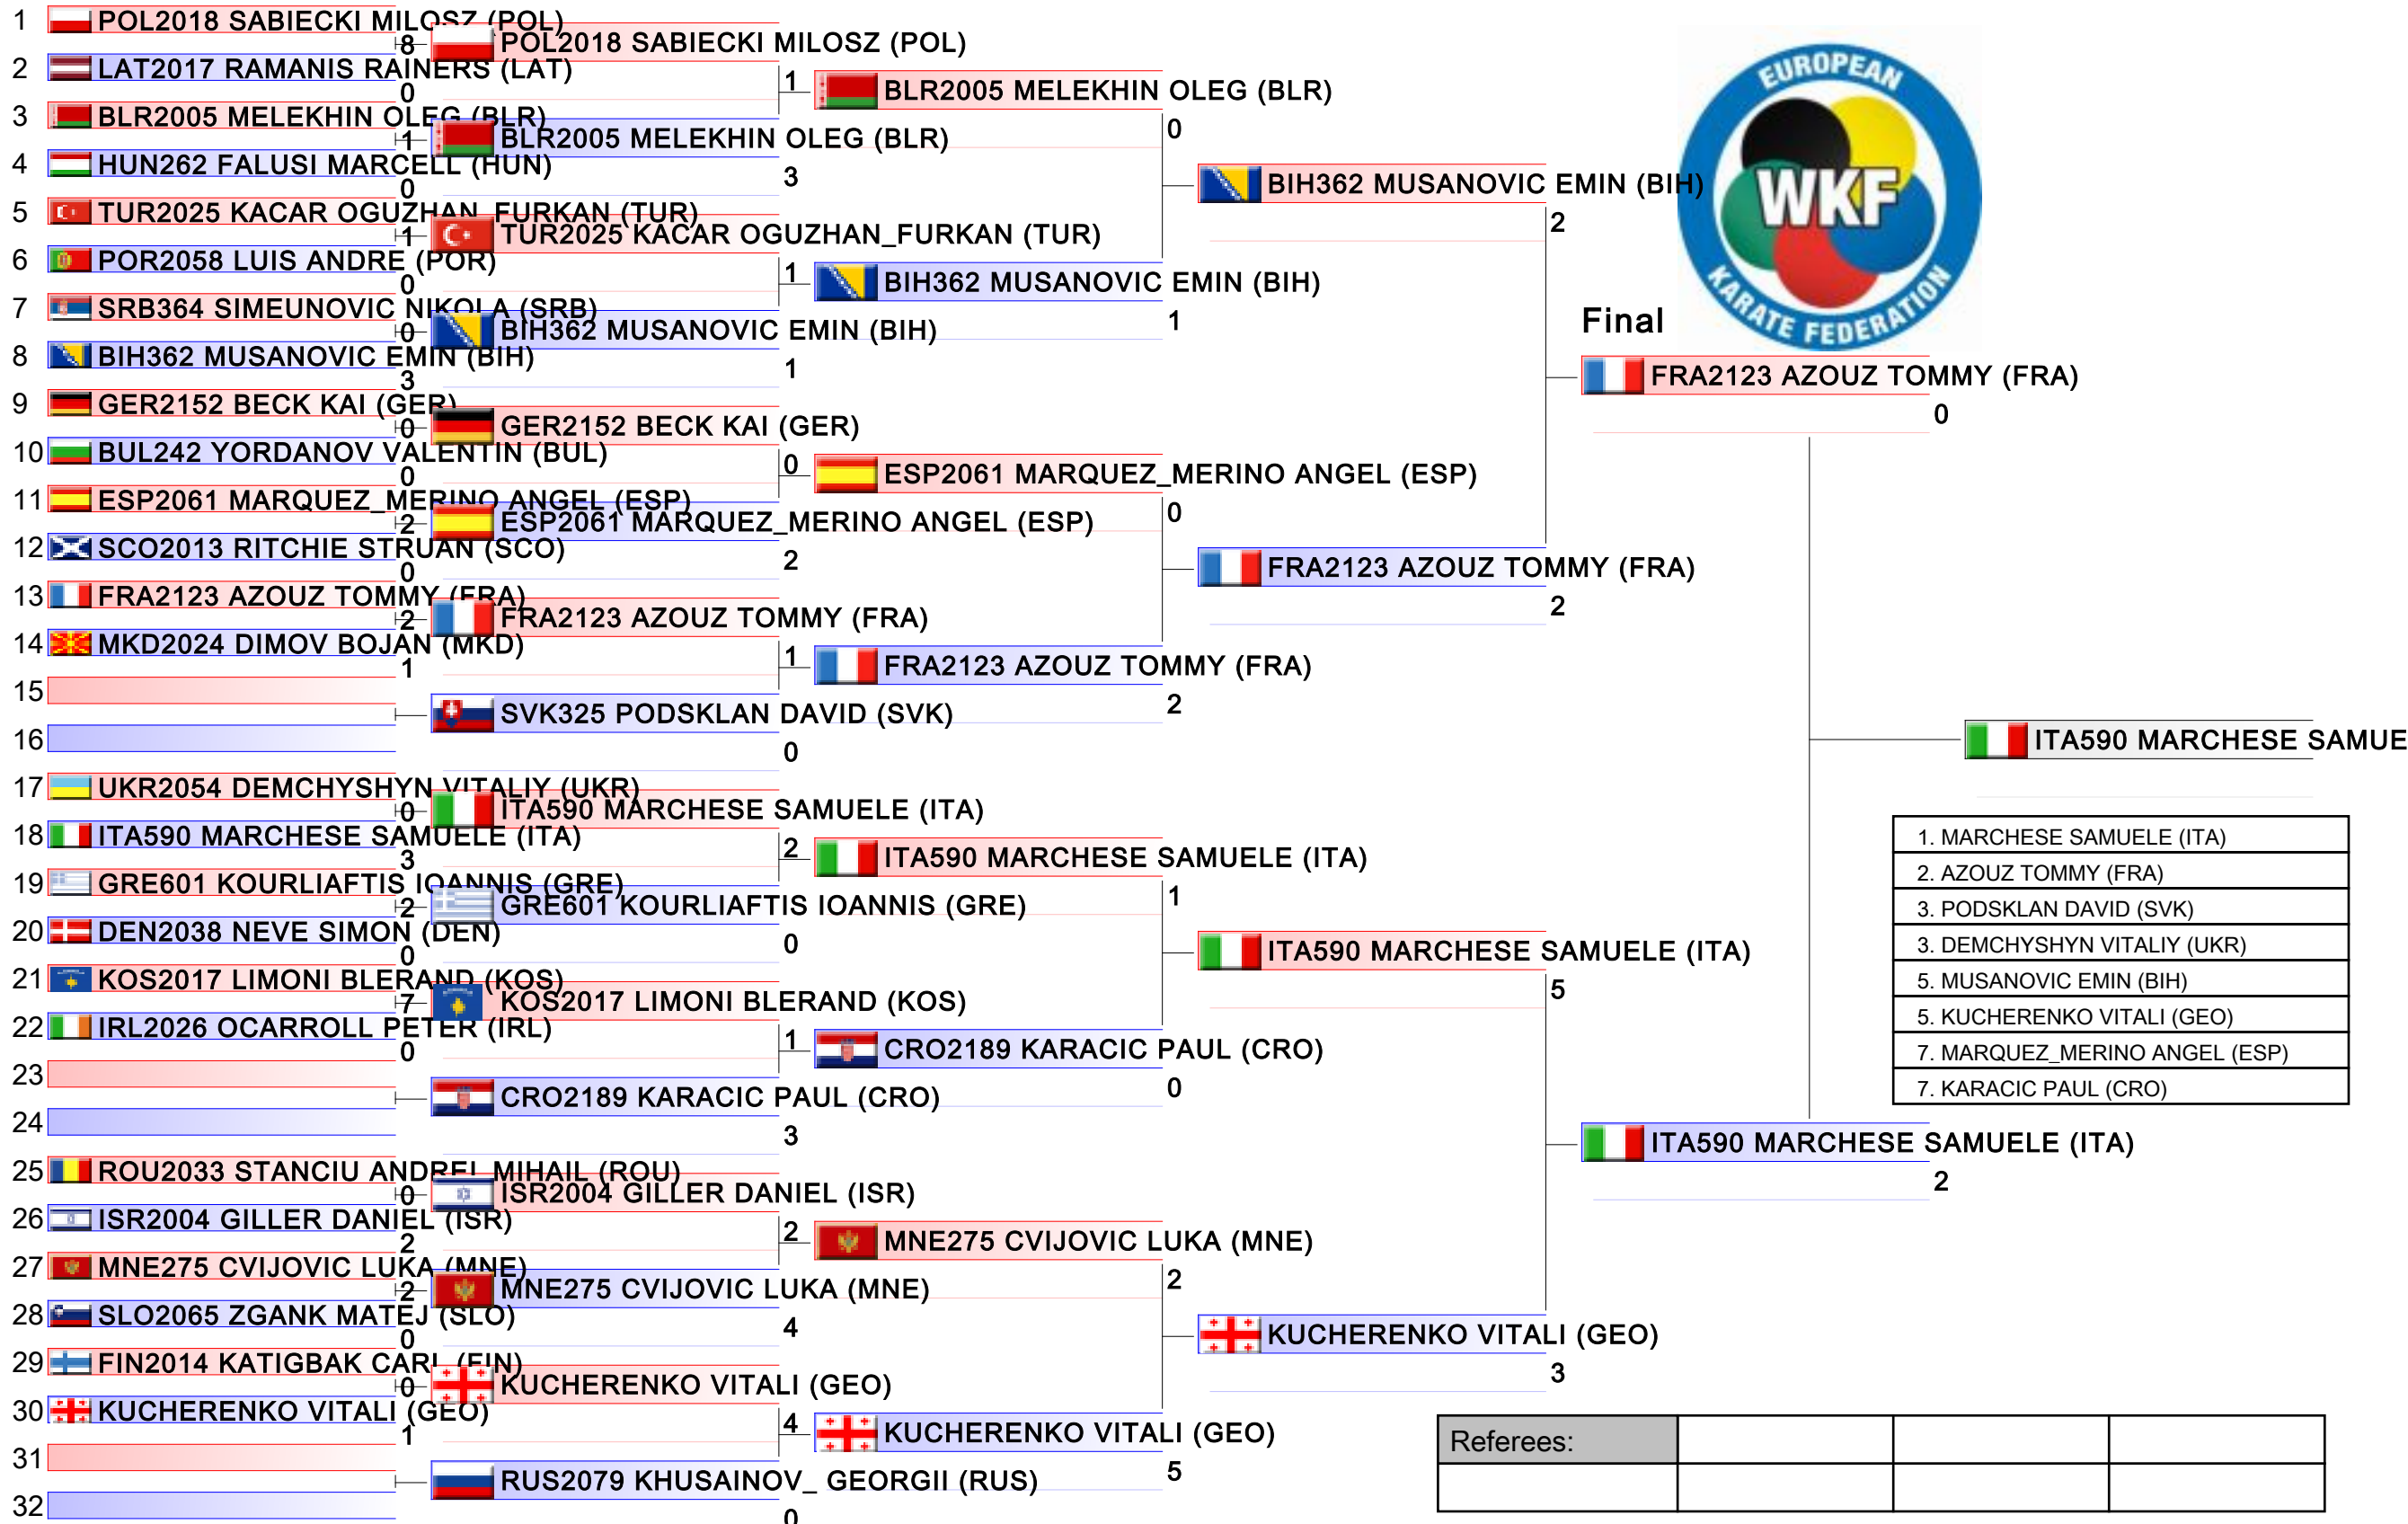 1 POL2018 SABIECKI MILOSZ (POL)
8
2 LAT2017 RAMANIS RAINERS (LAT)
0
3 BLR2005 MELEKHIN OLEG (BLR)
1
4 HUN262 FALUSI MARCELL (HUN)
0
5 TUR2025 KACAR OGUZHAN_FURKAN (TUR)
1
6 POR2058 LUIS ANDRE (POR)
0
7 SRB364 SIMEUNOVIC NIKOLA (SRB)
0
8 BIH362 MUSANOVIC EMIN (BIH)
3
9 GER2152 BECK KAI (GER)
0
10 BUL242 YORDANOV VALENTIN (BUL)
0
11 ESP2061 MARQUEZ_MERINO ANGEL (ESP)
2
12 SCO2013 RITCHIE STRUAN (SCO)
0
13 FRA2123 AZOUZ TOMMY (FRA)
2
14 MKD2024 DIMOV BOJAN (MKD)
1
15
16
17 UKR2054 DEMCHYSHYN VITALIY (UKR)
0
18 ITA590 MARCHESE SAMUELE (ITA)
3
19 GRE601 KOURLIAFTIS IOANNIS (GRE)
2
20 DEN2038 NEVE SIMON (DEN)
0
21 KOS2017 LIMONI BLERAND (KOS)
7
22 IRL2026 OCARROLL PETER (IRL)
0
23
24
25 ROU2033 STANCIU ANDREI_MIHAIL (ROU)
0
26 ISR2004 GILLER DANIEL (ISR)
2
27 MNE275 CVIJOVIC LUKA (MNE)
2
28 SLO2065 ZGANK MATEJ (SLO)
0
29 FIN2014 KATIGBAK CARL (FIN)
0
30 KUCHERENKO VITALI (GEO)
1
31
32
POL2018 SABIECKI MILOSZ (POL)
1
BLR2005 MELEKHIN OLEG (BLR)
3
TUR2025 KACAR OGUZHAN_FURKAN (TUR)
1
BIH362 MUSANOVIC EMIN (BIH)
1
GER2152 BECK KAI (GER)
0
ESP2061 MARQUEZ_MERINO ANGEL (ESP)
2
FRA2123 AZOUZ TOMMY (FRA)
1
SVK325 PODSKLAN DAVID (SVK)
0
ITA590 MARCHESE SAMUELE (ITA)
2
GRE601 KOURLIAFTIS IOANNIS (GRE)
0
KOS2017 LIMONI BLERAND (KOS)
1
CRO2189 KARACIC PAUL (CRO)
3
ISR2004 GILLER DANIEL (ISR)
2
MNE275 CVIJOVIC LUKA (MNE)
4
KUCHERENKO VITALI (GEO)
4
RUS2079 KHUSAINOV_ GEORGII (RUS)
0
BLR2005 MELEKHIN OLEG (BLR)
0
BIH362 MUSANOVIC EMIN (BIH)
1
ESP2061 MARQUEZ_MERINO ANGEL (ESP)
0
FRA2123 AZOUZ TOMMY (FRA)
2
ITA590 MARCHESE SAMUELE (ITA)
1
CRO2189 KARACIC PAUL (CRO)
0
MNE275 CVIJOVIC LUKA (MNE)
2
KUCHERENKO VITALI (GEO)
5
BIH362 MUSANOVIC EMIN (BIH)
2
FRA2123 AZOUZ TOMMY (FRA)
2
ITA590 MARCHESE SAMUELE (ITA)
5
KUCHERENKO VITALI (GEO)
3
EUROPEAN
WKF
KARATE FEDERATION
Final
FRA2123 AZOUZ TOMMY (FRA)
0
ITA590 MARCHESE SAMUELE (ITA)
2
ITA590 MARCHESE SAMUE
1. MARCHESE SAMUELE (ITA)
2. AZOUZ TOMMY (FRA)
3. PODSKLAN DAVID (SVK)
3. DEMCHYSHYN VITALIY (UKR)
5. MUSANOVIC EMIN (BIH)
5. KUCHERENKO VITALI (GEO)
7. MARQUEZ_MERINO ANGEL (ESP)
7. KARACIC PAUL (CRO)
Referees: